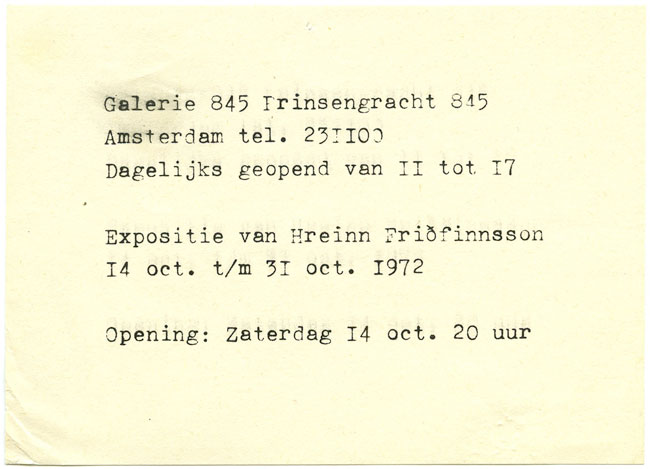 Galerie 845 Prinsengracht 845
Amsterdam tel. 231100
Dagelijks geopend van II tot I7
Expositie van Hreinn Friðfinnsson
I4 oct. t/m 3I oct. I972
Opening: Zaterdag I4 oct. 20 uur